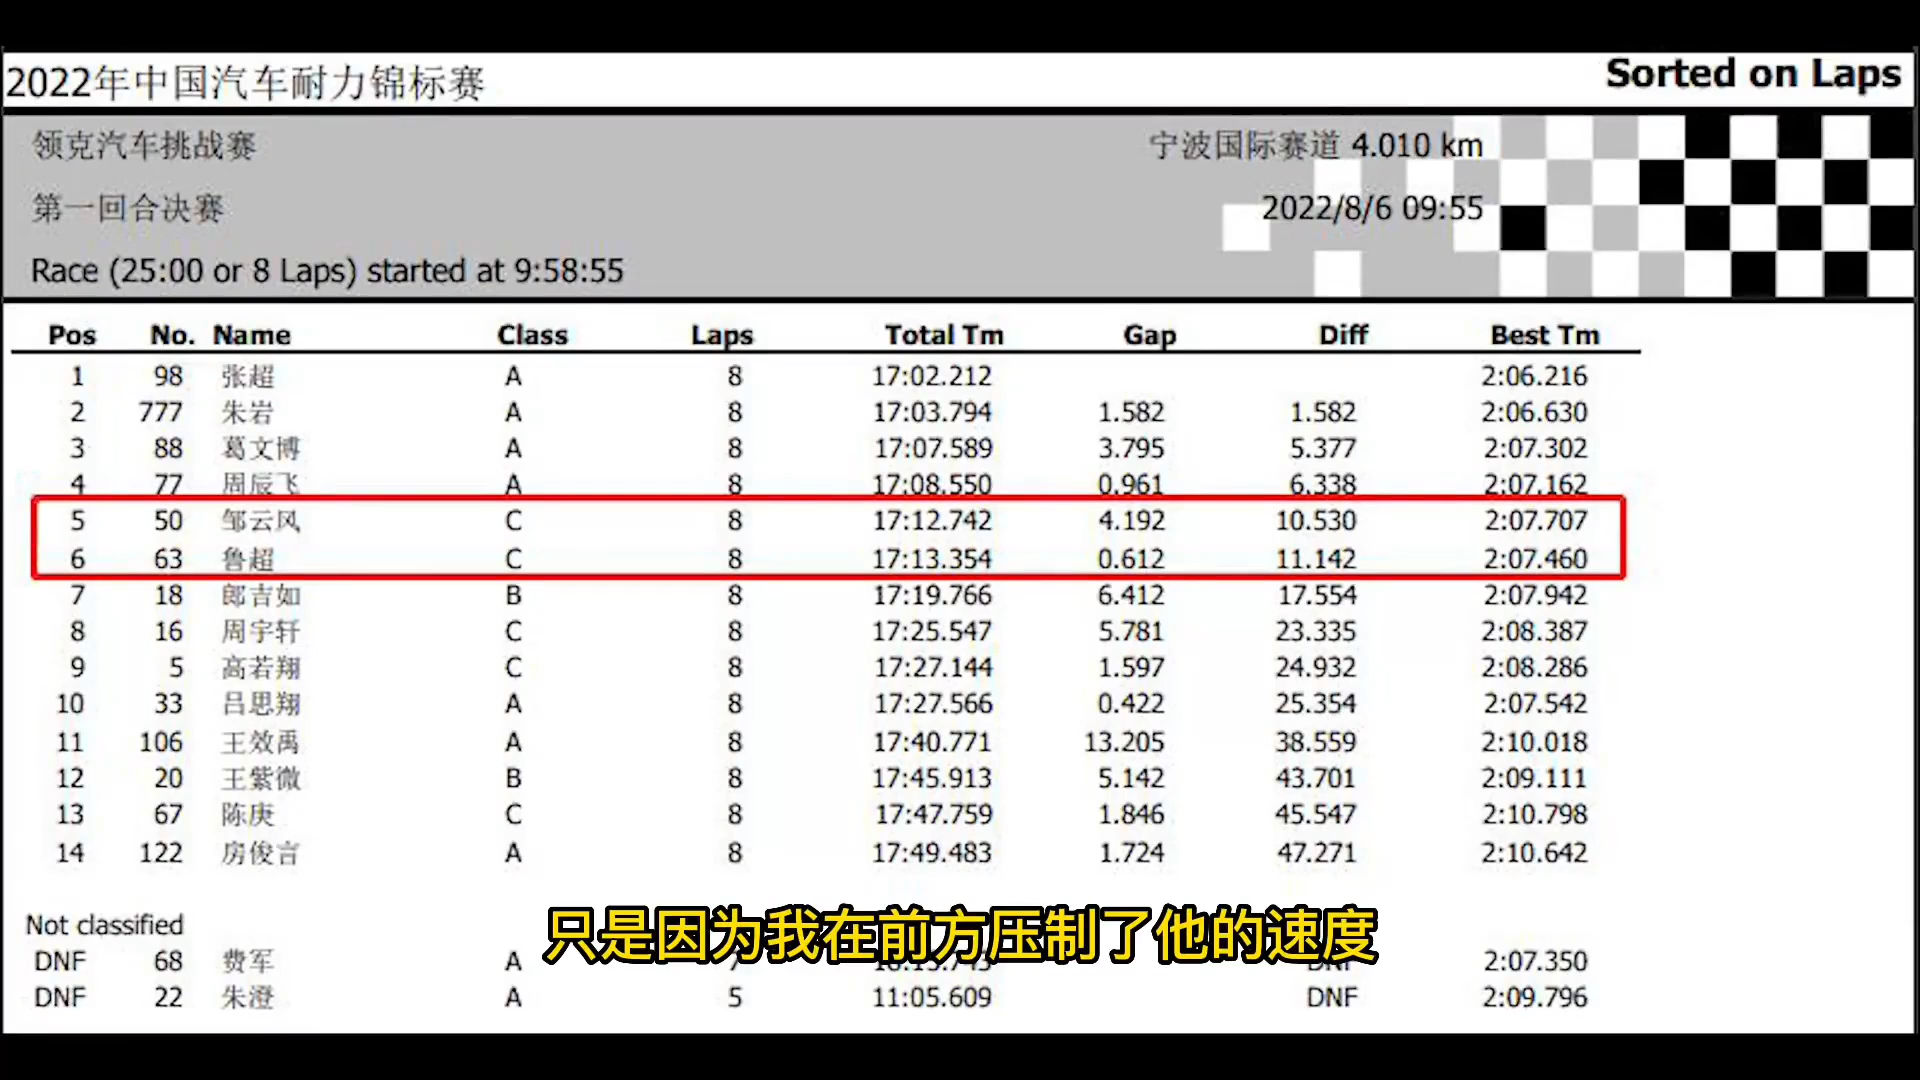 2022年中国汽车耐力锦标赛 Sorted on Laps
领克汽车挑战赛 宁波国际赛道 4.010 km
第一回合决赛 2022/8/6 09:55
Race (25:00 or 8 Laps) started at 9:58:55
Pos No. Name Class Laps Total Tm Gap Diff Best Tm
1 98 张超 A 8 17:02.212 2:06.216
2 777 朱岩 A 8 17:03.794 1.582 1.582 2:06.630
3 88 葛文博 A 8 17:07.589 3.795 5.377 2:07.302
4 77 周辰飞 A 8 17:08.550 0.961 6.338 2:07.162
5 50 邹云风 C 8 17:12.742 4.192 10.530 2:07.707
6 63 鲁超 C 8 17:13.354 0.612 11.142 2:07.460
7 18 郎吉如 B 8 17:19.766 6.412 17.554 2:07.942
8 16 周宇轩 C 8 17:25.547 5.781 23.335 2:08.387
9 5 高若翔 C 8 17:27.144 1.597 24.932 2:08.286
10 33 吕思翔 A 8 17:27.566 0.422 25.354 2:07.542
11 106 王效禹 A 8 17:40.771 13.205 38.559 2:10.018
12 20 王紫微 B 8 17:45.913 5.142 43.701 2:09.111
13 67 陈庚 C 8 17:47.759 1.846 45.547 2:10.798
14 122 房俊言 A 8 17:49.483 1.724 47.271 2:10.642
Not classified
只是因为我在前方压制了他的速度
DNF 68 费军 A 7 DNF 2:07.350
DNF 22 朱澄 A 5 11:05.609 DNF 2:09.796